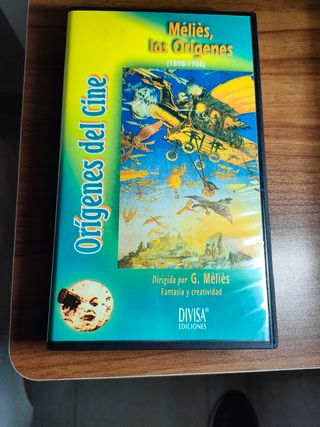 Méliès,
los Orígenes
(1898-1908)
Orígenes del Cine
Dirigida por G. Méliès
Fantasía y creatividad
DIVISA®
EDICIONES